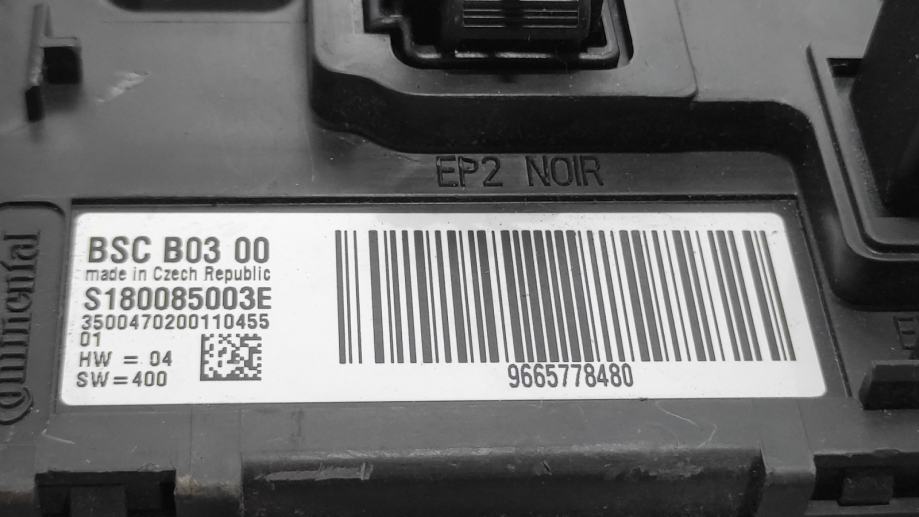 EP2 NOIR
Continental
BSC B03 00
made in Czech Republic
S180085003E
3500470200110455
01
HW = 04
SW = 400
9665778480